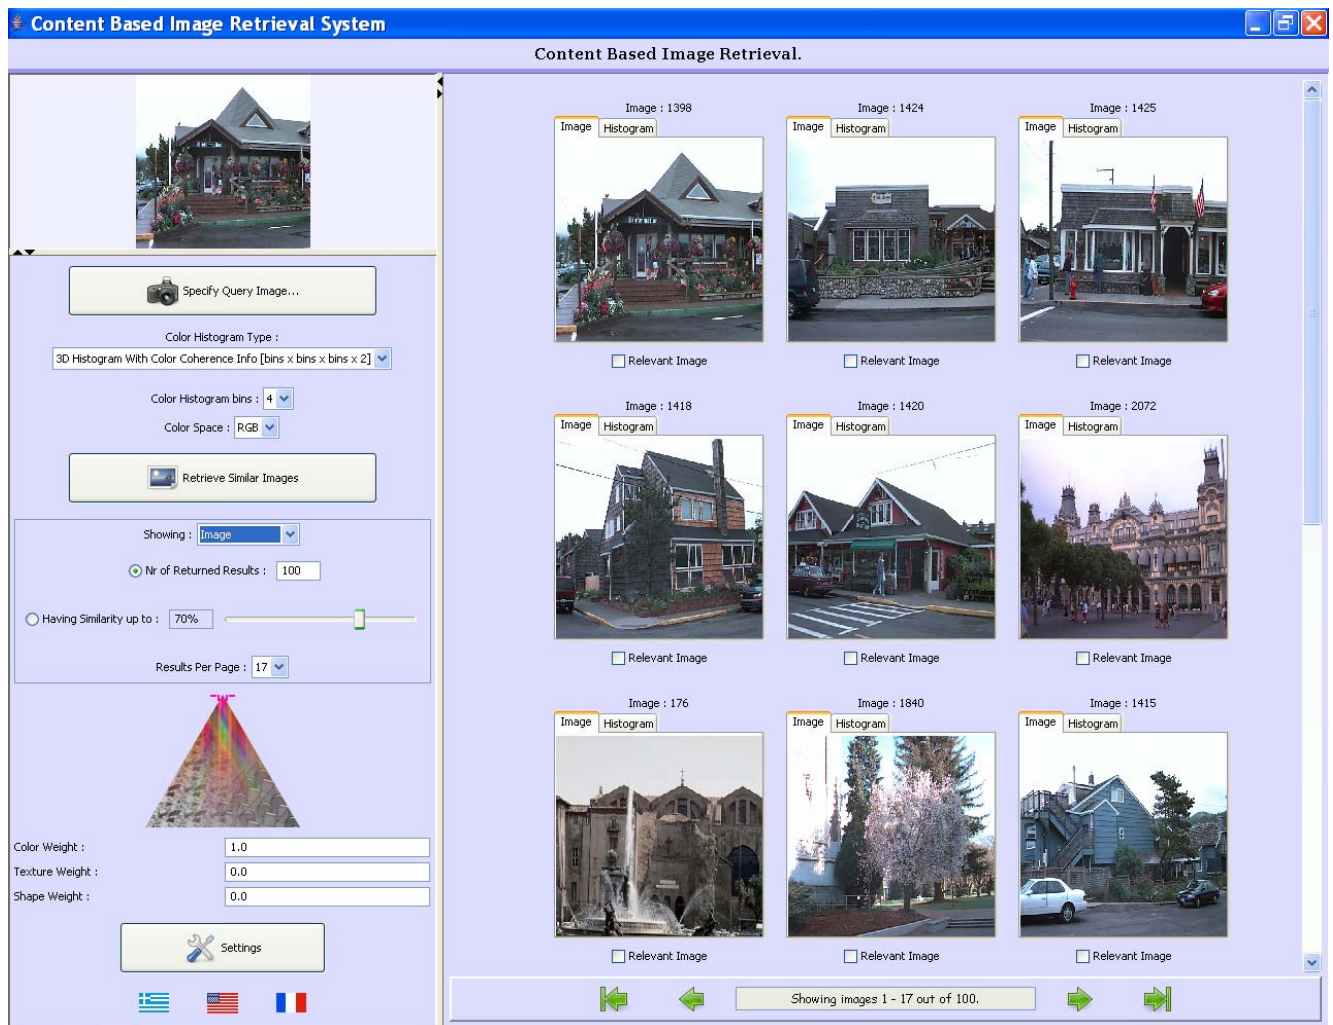 Content Based Image Retrieval System
Content Based Image Retrieval.
Specify Query Image...
Color Histogram Type :
3D Histogram With Color Coherence Info [bins x bins x bins x 2]
Color Histogram bins : 4
Color Space : RGB
Retrieve Similar Images
Showing : Image
Nr of Returned Results : 100
Having Similarity up to : 70%
Results Per Page : 17
Color Weight : 1.0
Texture Weight : 0.0
Shape Weight : 0.0
Settings
Image : 1398
Image Histogram
Relevant Image
Image : 1424
Image Histogram
Relevant Image
Image : 1425
Image Histogram
Relevant Image
Image : 1418
Image Histogram
Relevant Image
Image : 1420
Image Histogram
Relevant Image
Image : 2072
Image Histogram
Relevant Image
Image : 176
Image Histogram
Relevant Image
Image : 1840
Image Histogram
Relevant Image
Image : 1415
Image Histogram
Relevant Image
Showing images 1 - 17 out of 100.